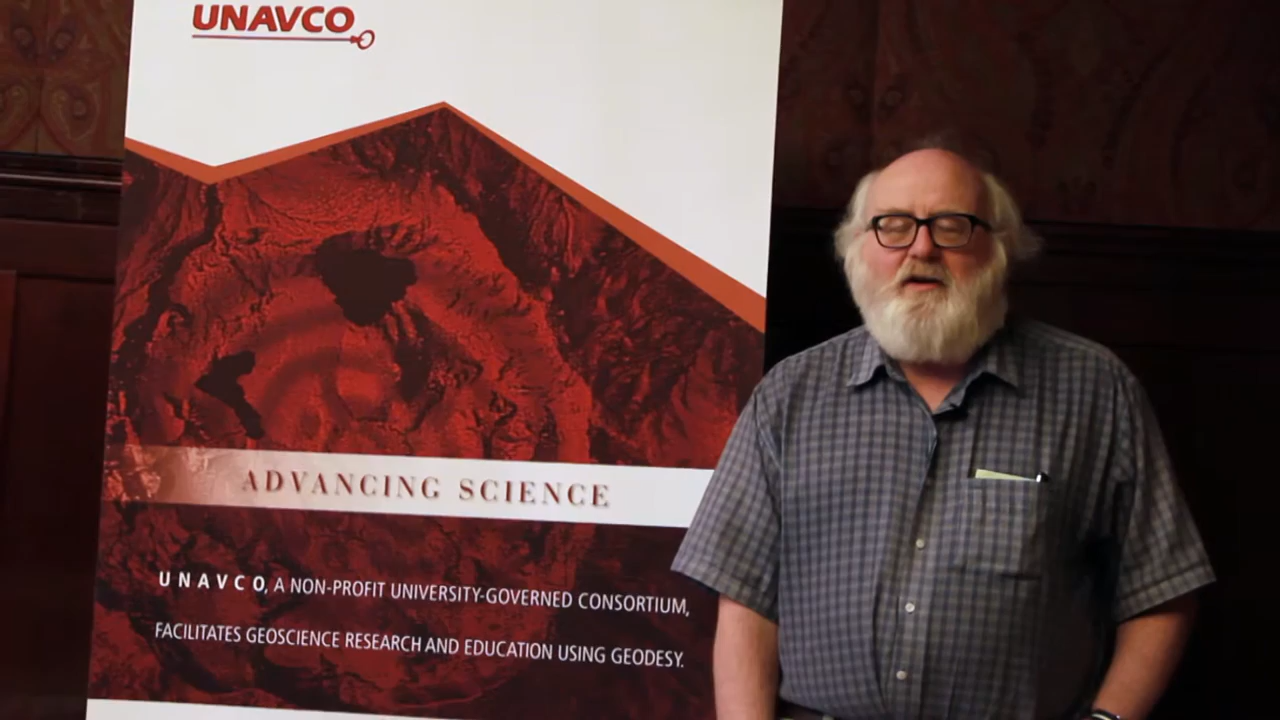 UNAVCO
ADVANCING SCIENCE
UNAVCO, A NON-PROFIT UNIVERSITY-GOVERNED CONSORTIUM,
FACILITATES GEOSCIENCE RESEARCH AND EDUCATION USING GEODESY.